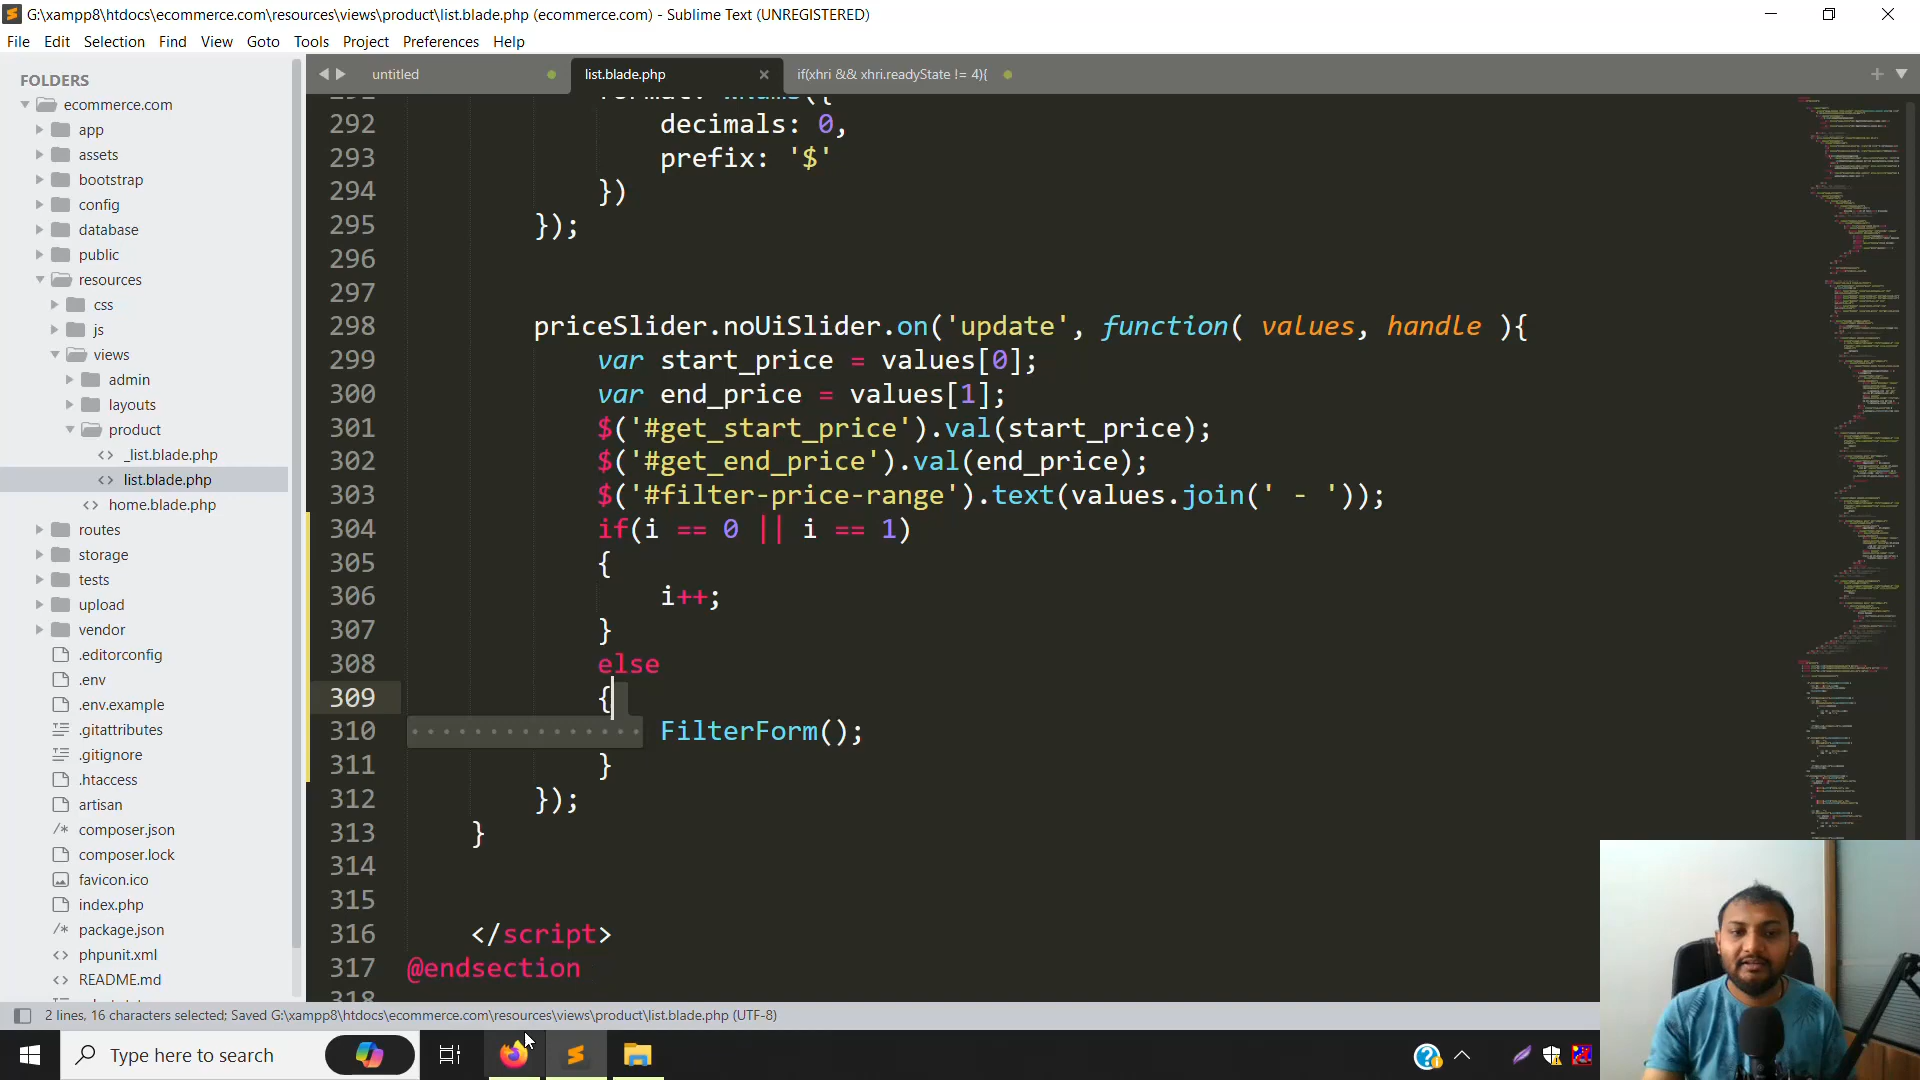 G:\xampp8\htdocs\ecommerce.com\resources\views\product\list.blade.php (ecommerce.com) - Sublime Text (UNREGISTERED)
File Edit Selection Find View Goto Tools Project Preferences Help
FOLDERS
ecommerce.com
app
assets
bootstrap
config
database
public
resources
css
js
views
admin
layouts
product
_list.blade.php
list.blade.php
home.blade.php
routes
storage
tests
upload
vendor
.editorconfig
.env
.env.example
.gitattributes
.gitignore
.htaccess
artisan
composer.json
composer.lock
favicon.ico
index.php
package.json
phpunit.xml
README.md
untitled
list.blade.php
if(xhri && xhri.readyState != 4){
292 decimals: 0,
293 prefix: '$'
294 })
295 });
296
297
298 priceSlider.noUiSlider.on('update', function( values, handle ){
299 var start_price = values[0];
300 var end_price = values[1];
301 $('#get_start_price').val(start_price);
302 $('#get_end_price').val(end_price);
303 $('#filter-price-range').text(values.join(' - '));
304 if(i == 0 || i == 1)
305 {
306 i++;
307 }
308 else
309 {
310 FilterForm();
311 }
312 });
313 }
314
315
316 </script>
317 @endsection
318
2 lines, 16 characters selected; Saved G:\xampp8\htdocs\ecommerce.com\resources\views\product\list.blade.php (UTF-8)
Type here to search